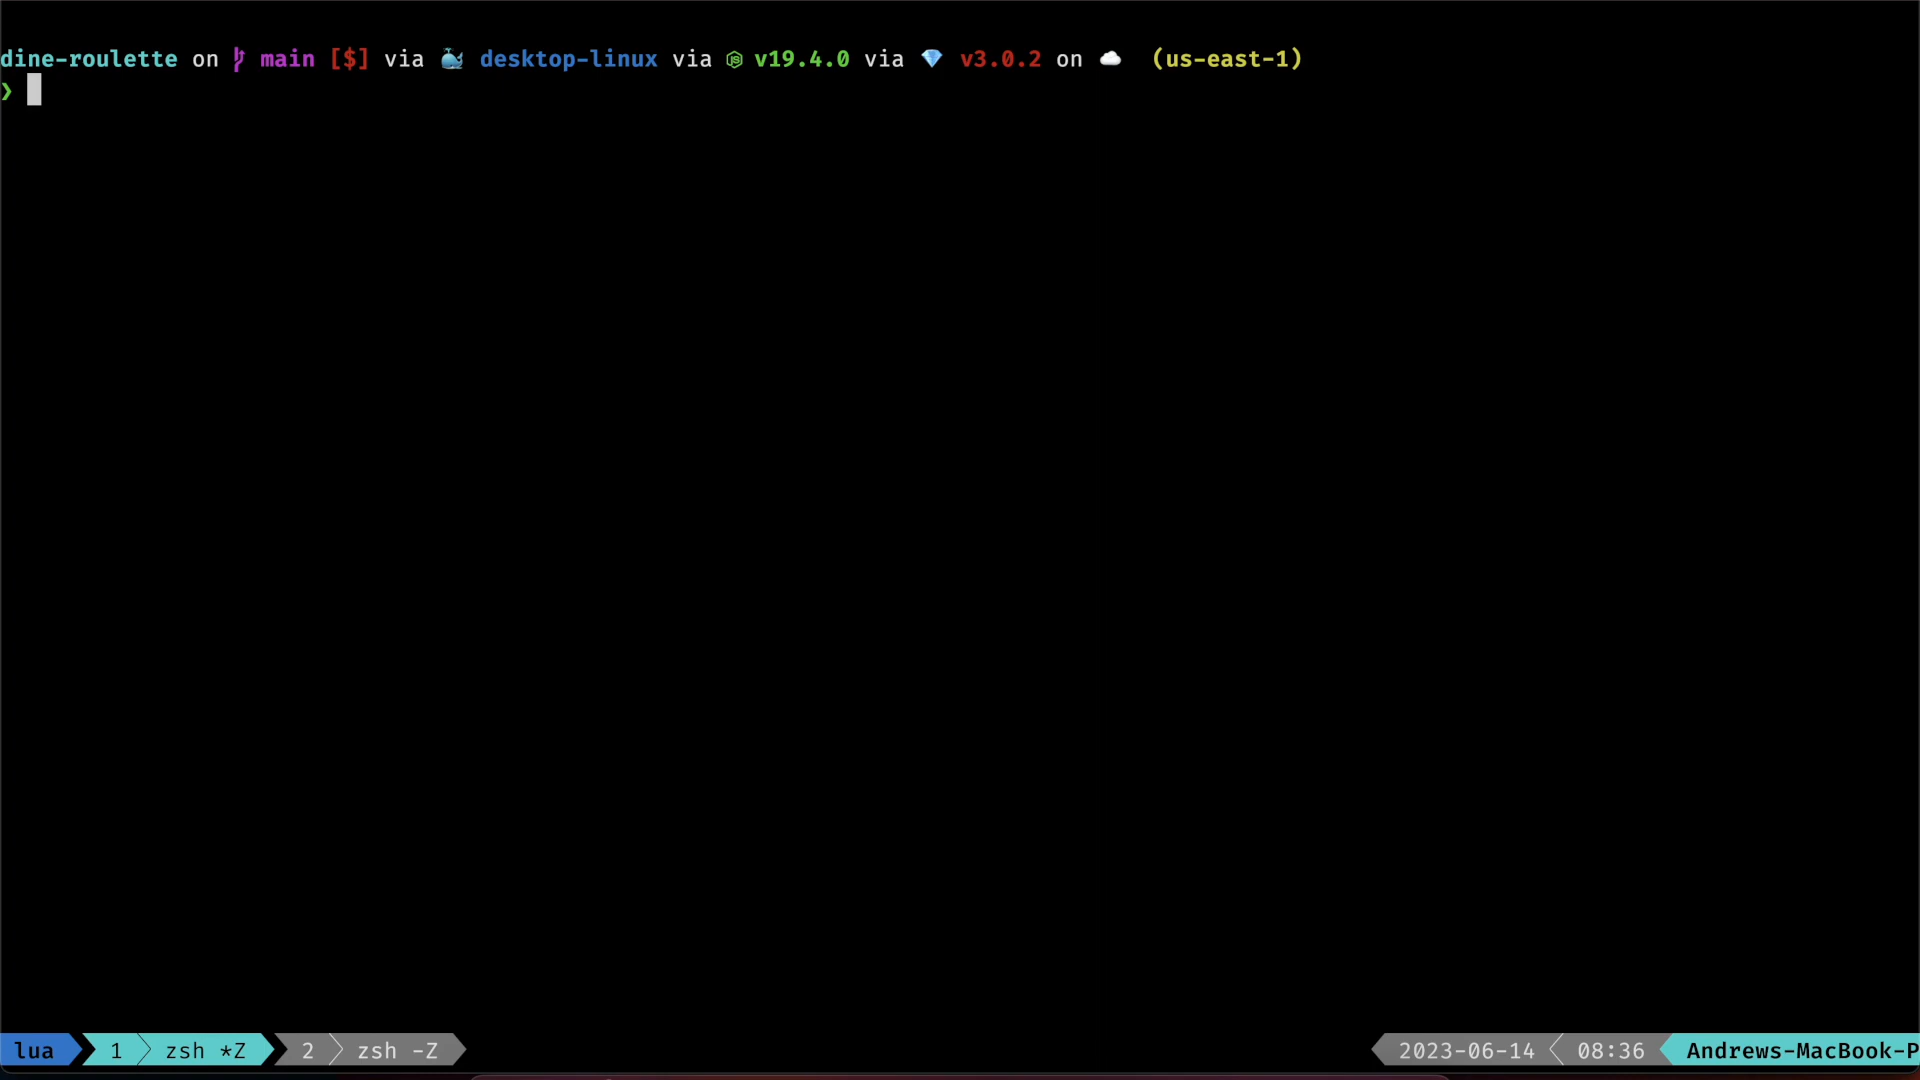 dine-roulette on main [$] via 🐳 desktop-linux via v19.4.0 via 💎 v3.0.2 on ☁️ (us-east-1)
❯
lua 1 zsh *Z 2 zsh -Z 2023-06-14 08:36 Andrews-MacBook-P